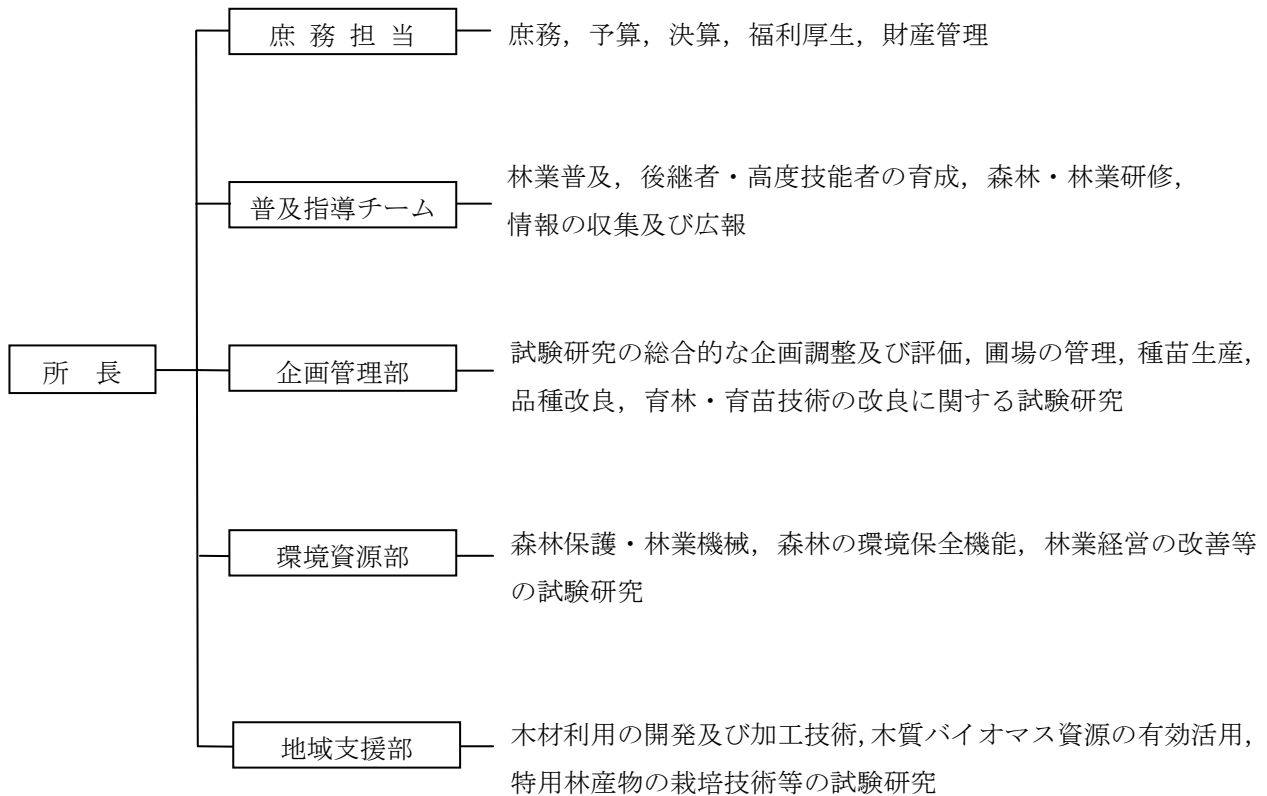 庶 務 担 当
庶務，予算，決算，福利厚生，財産管理
普及指導チーム
林業普及，後継者・高度技能者の育成，森林・林業研修，
情報の収集及び広報
所 長
企画管理部
試験研究の総合的な企画調整及び評価，圃場の管理，種苗生産，
品種改良，育林・育苗技術の改良に関する試験研究
環境資源部
森林保護・林業機械，森林の環境保全機能，林業経営の改善等
の試験研究
地域支援部
木材利用の開発及び加工技術，木質バイオマス資源の有効活用，
特用林産物の栽培技術等の試験研究